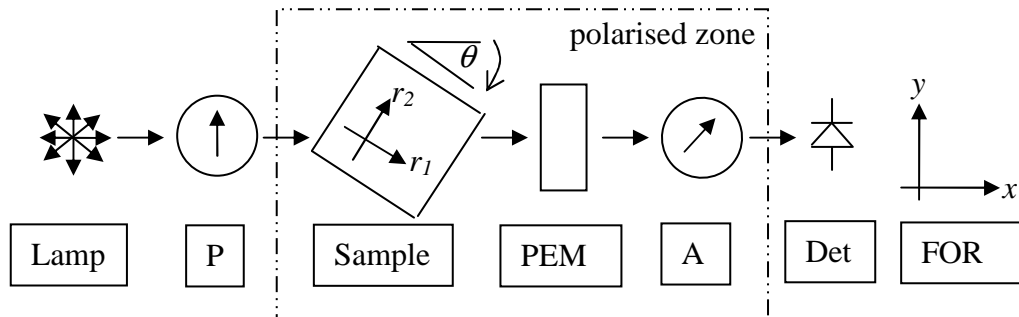 polarised zone
θ
r2
r1
y
x
Lamp
P
Sample
PEM
A
Det
FOR